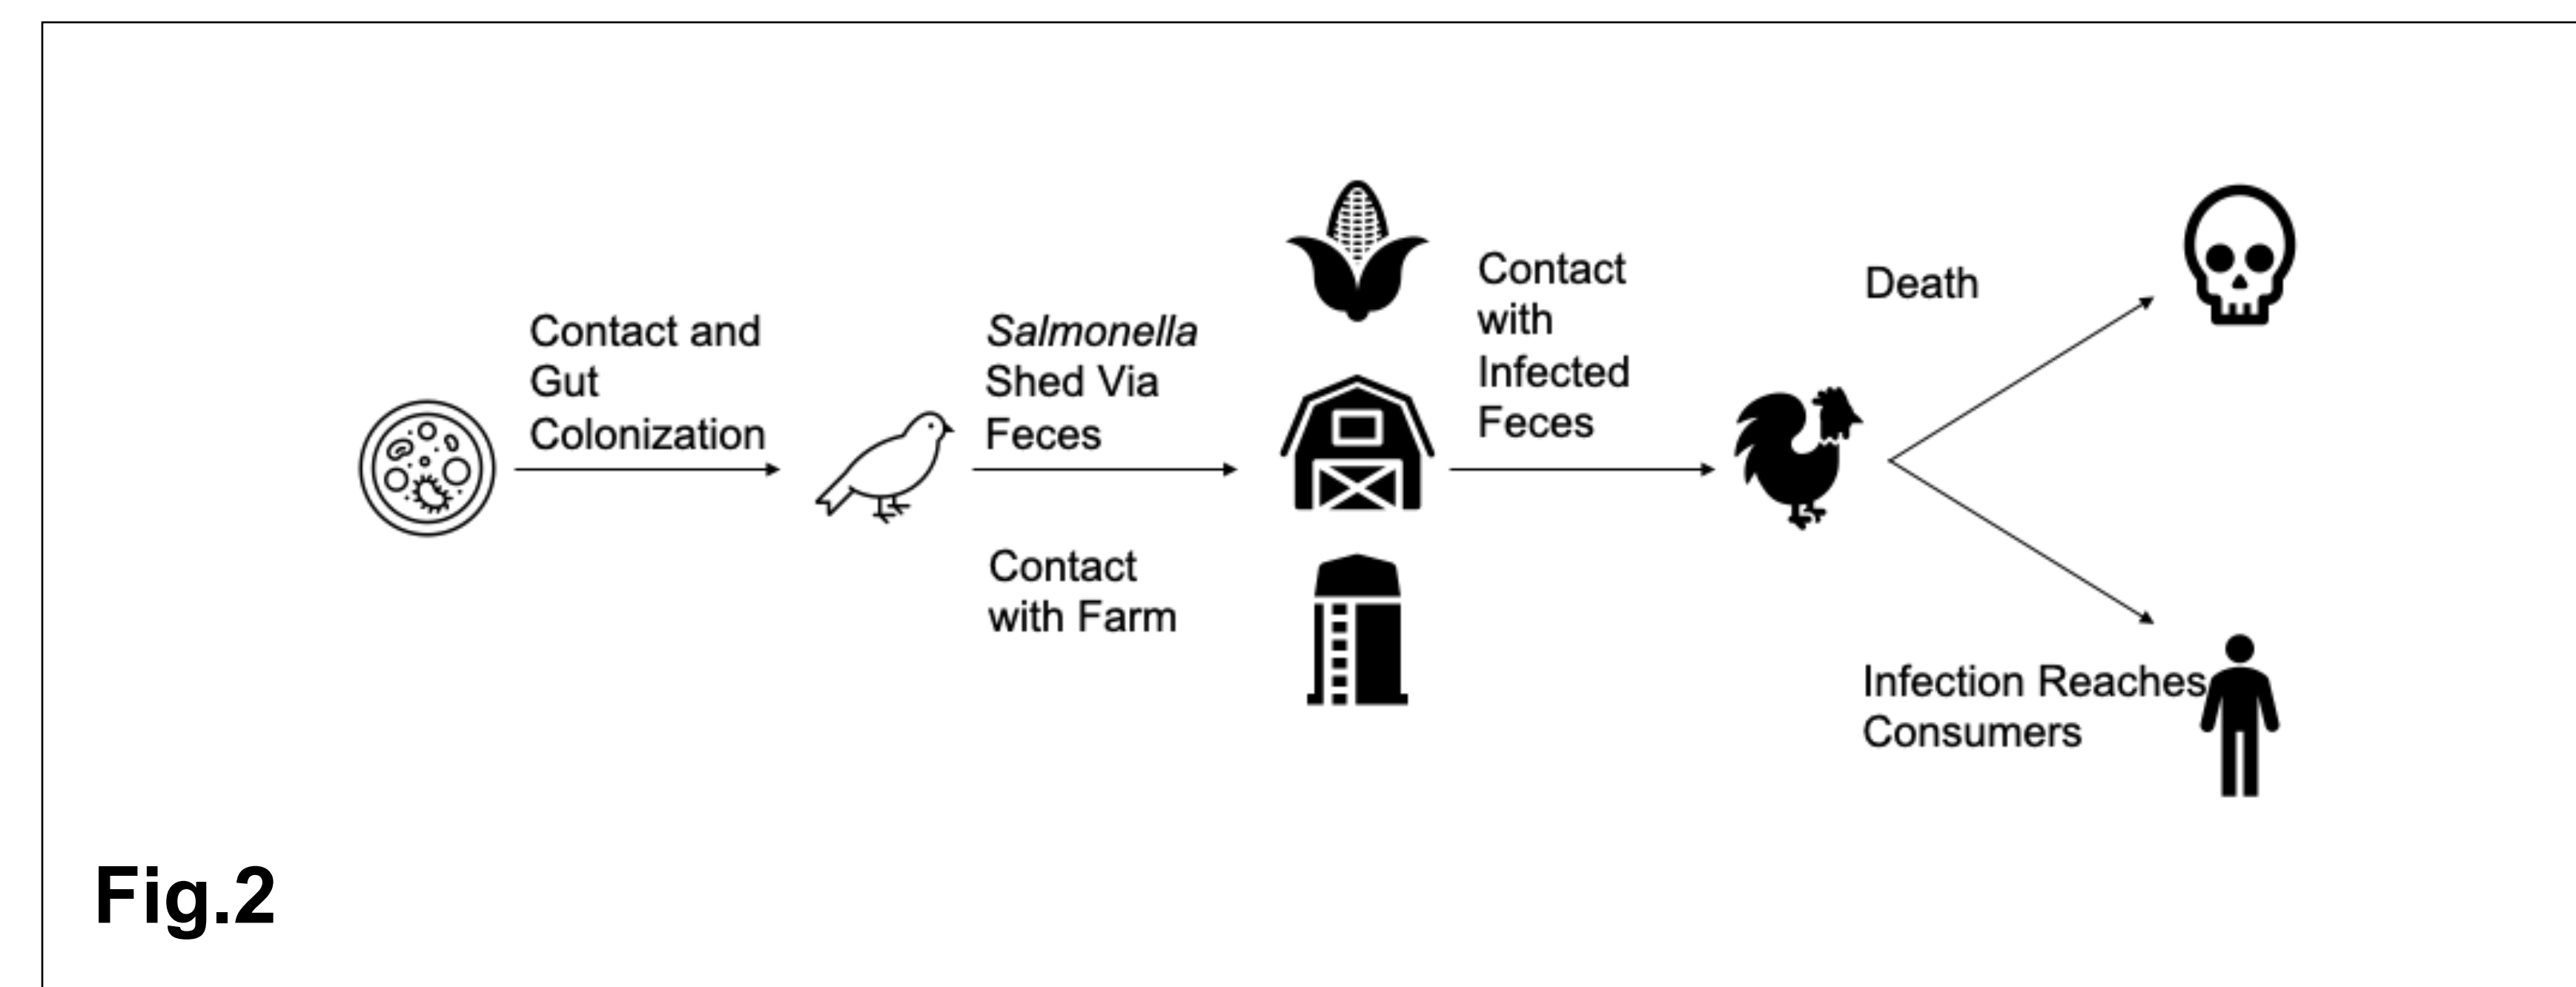 Contact and
Gut
Colonization
Salmonella
Shed Via
Feces
Contact
with Farm
Contact
with
Infected
Feces
Death
Infection Reaches
Consumers
Fig.2